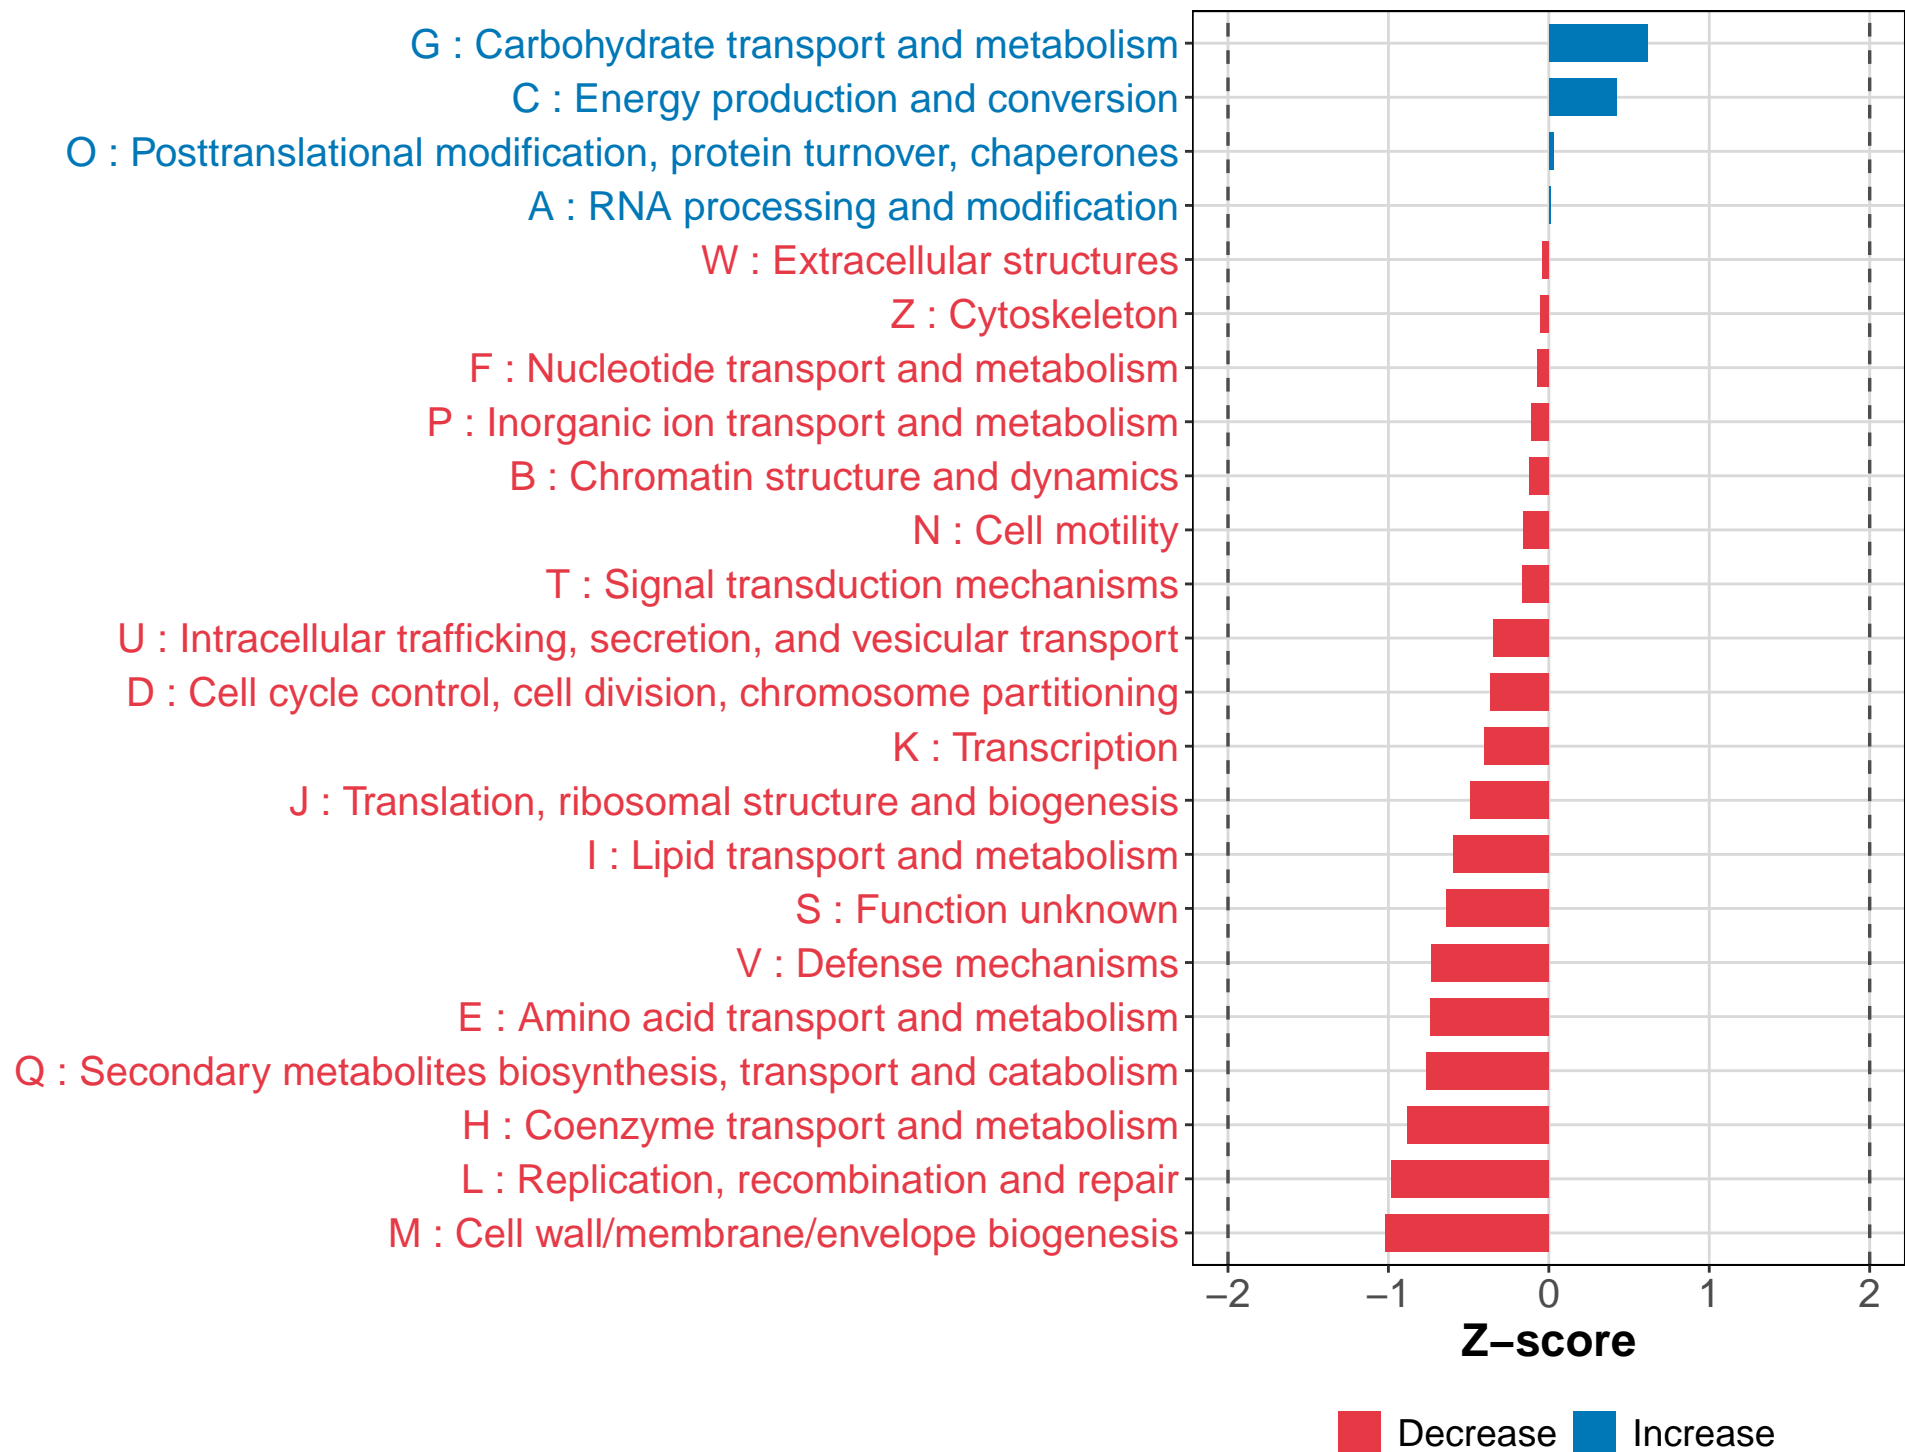 G : Carbohydrate transport and metabolism
C : Energy production and conversion
O : Posttranslational modification, protein turnover, chaperones
A : RNA processing and modification
W : Extracellular structures
Z : Cytoskeleton
F : Nucleotide transport and metabolism
P : Inorganic ion transport and metabolism
B : Chromatin structure and dynamics
N : Cell motility
T : Signal transduction mechanisms
U : Intracellular trafficking, secretion, and vesicular transport
D : Cell cycle control, cell division, chromosome partitioning
K : Transcription
J : Translation, ribosomal structure and biogenesis
I : Lipid transport and metabolism
S : Function unknown
V : Defense mechanisms
E : Amino acid transport and metabolism
Q : Secondary metabolites biosynthesis, transport and catabolism
H : Coenzyme transport and metabolism
L : Replication, recombination and repair
M : Cell wall/membrane/envelope biogenesis
−2 −1 0 1 2
Z−score
Decrease Increase